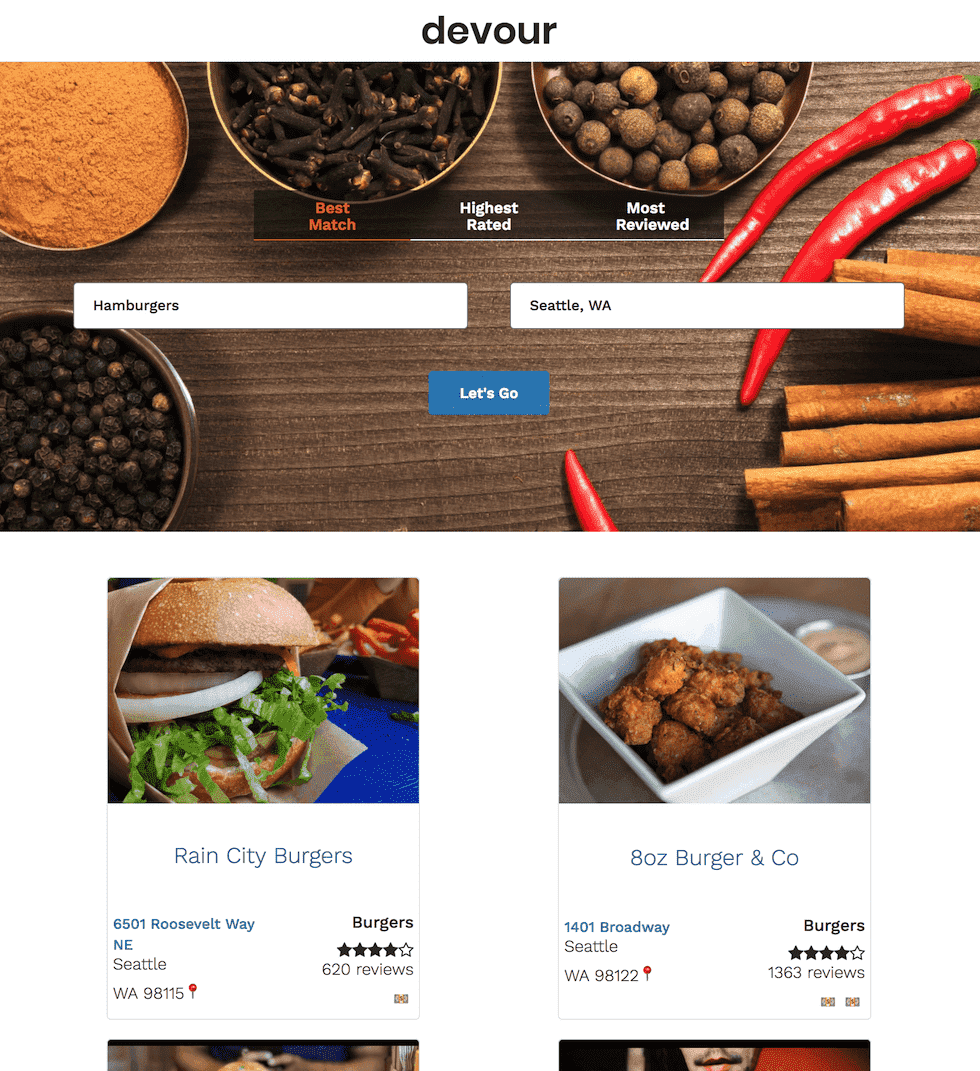 devour
Best
Match
Highest
Rated
Most
Reviewed
Hamburgers
Seattle, WA
Let's Go
Rain City Burgers
6501 Roosevelt Way
NE
Seattle
WA 98115
Burgers
620 reviews
8oz Burger & Co
1401 Broadway
Seattle
WA 98122
Burgers
1363 reviews